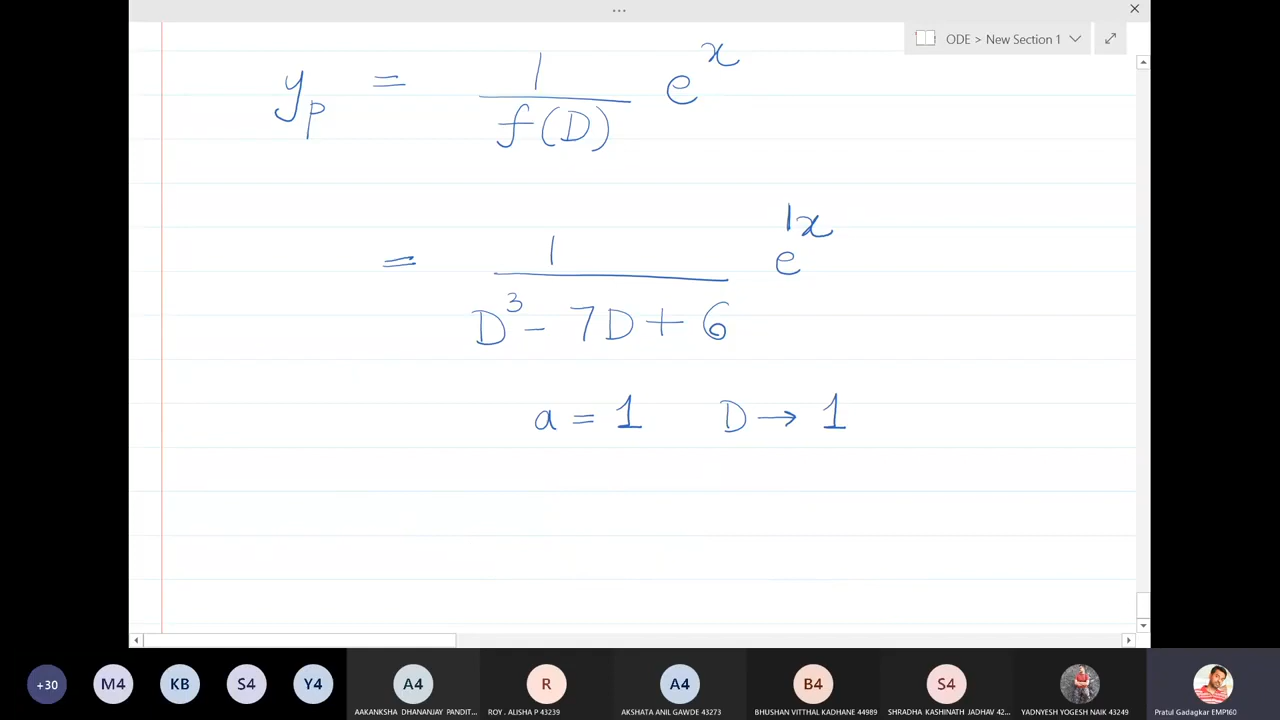 ODE > New Section 1
y_p = 1 / f(D) e^x
= 1 / D^3 - 7D + 6 e^1x
a = 1 D → 1
+30 M4 KB S4 Y4 A4 R A4 B4 S4
AAKANKSHA DHANANJAY PANDIT... ROY . ALISHA P 43239 AKSHATA ANIL GAWDE 43273 BHUSHAN VITTHAL KADHANE 44989 SHRADHA KASHINATH JADHAV 42... YADNYESH YOGESH NAIK 43249 Pratul Gadagkar EMP160